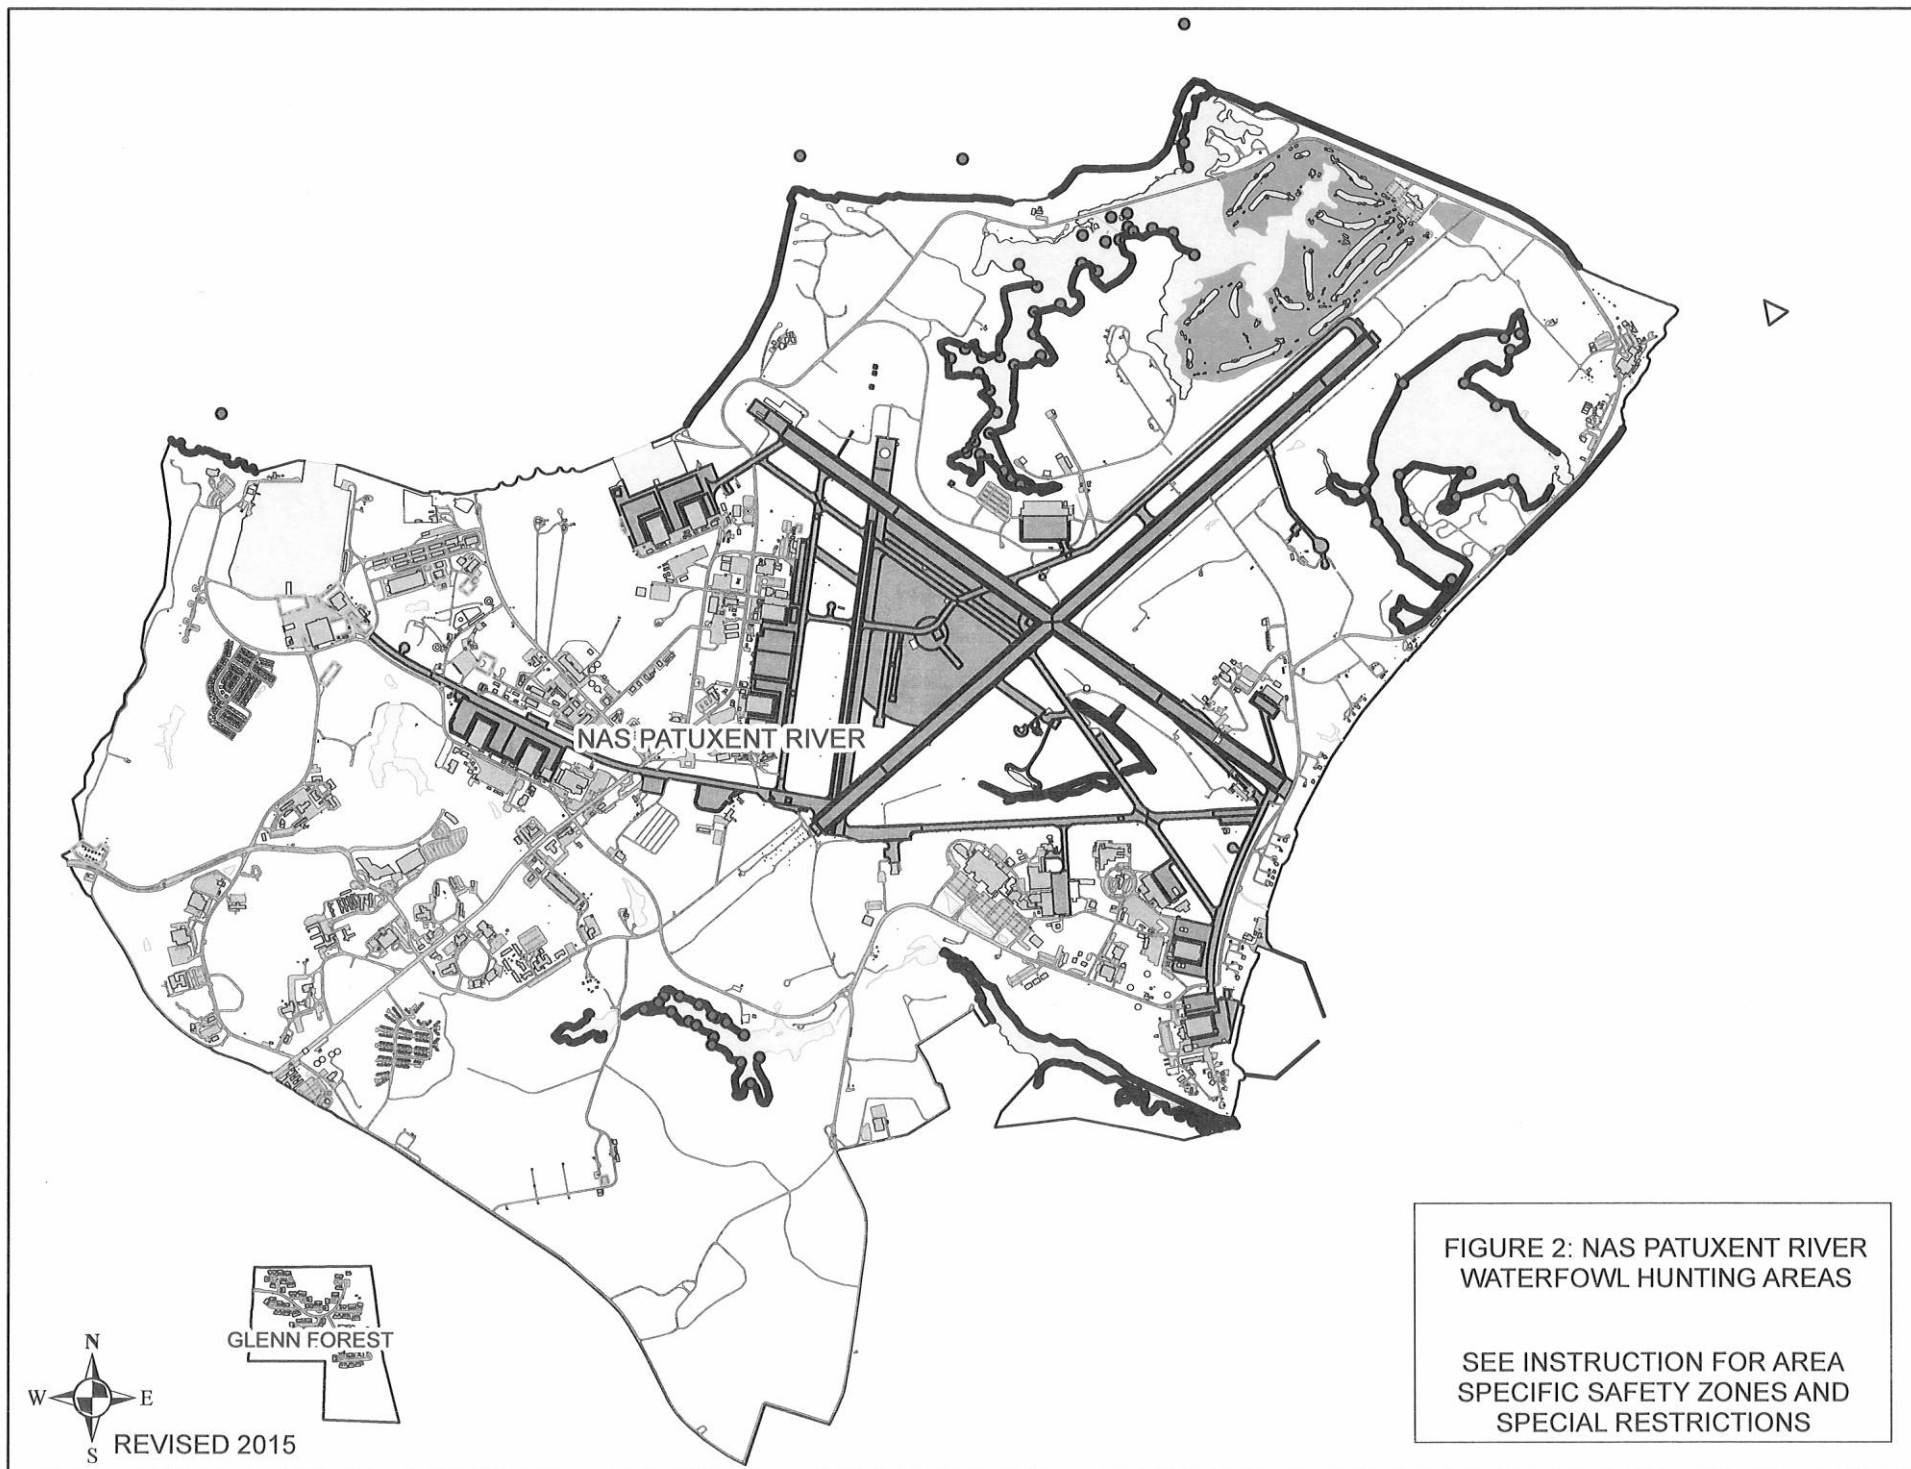 NAS PATUXENT RIVER
GLENN FOREST
N
W
E
S
REVISED 2015
FIGURE 2: NAS PATUXENT RIVER
WATERFOWL HUNTING AREAS
SEE INSTRUCTION FOR AREA
SPECIFIC SAFETY ZONES AND
SPECIAL RESTRICTIONS